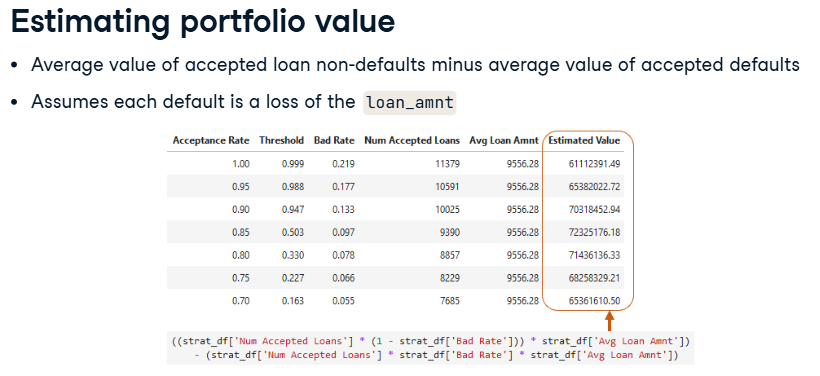 Estimating portfolio value
• Average value of accepted loan non-defaults minus average value of accepted defaults
• Assumes each default is a loss of the loan_amnt
Acceptance Rate Threshold Bad Rate Num Accepted Loans Avg Loan Amnt Estimated Value
1.00 0.999 0.219 11379 9556.28 61112391.49
0.95 0.988 0.177 10591 9556.28 65382022.72
0.90 0.947 0.133 10025 9556.28 70318452.94
0.85 0.503 0.097 9390 9556.28 72325176.18
0.80 0.330 0.078 8857 9556.28 71436136.33
0.75 0.227 0.066 8229 9556.28 68258329.21
0.70 0.163 0.055 7685 9556.28 65361610.50
((strat_df['Num Accepted Loans'] * (1 - strat_df['Bad Rate'])) * strat_df['Avg Loan Amnt'])
- (strat_df['Num Accepted Loans'] * strat_df['Bad Rate'] * strat_df['Avg Loan Amnt'])